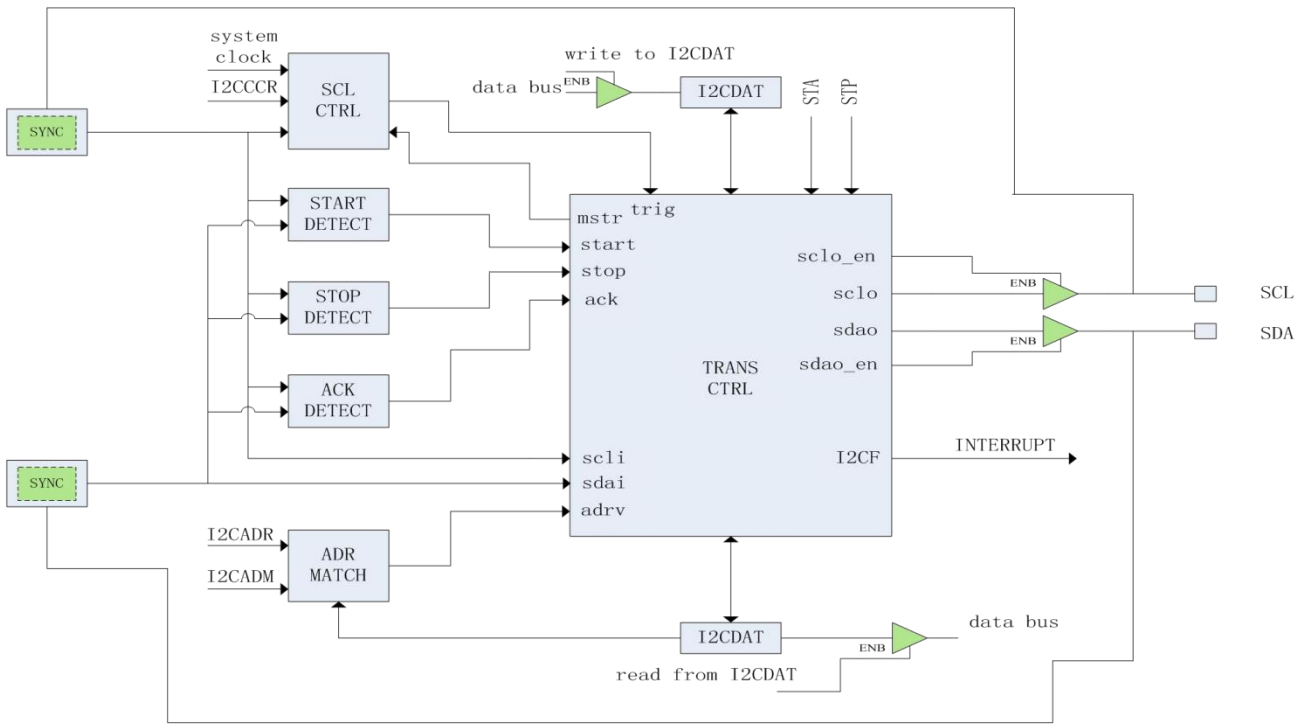 system
clock
I2CCCR
SCL
CTRL
write to I2CDAT
ENB
data bus
I2CDAT
STA
STP
SYNC
START
DETECT
STOP
DETECT
ACK
DETECT
trig
mstr
start
stop
ack
scli
sdai
adrv
TRANS
CTRL
sclo_en
sclo
sdao
sdao_en
I2CF
ENB
ENB
SCL
SDA
INTERRUPT
SYNC
I2CADR
I2CADM
ADR
MATCH
I2CDAT
ENB
data bus
read from I2CDAT